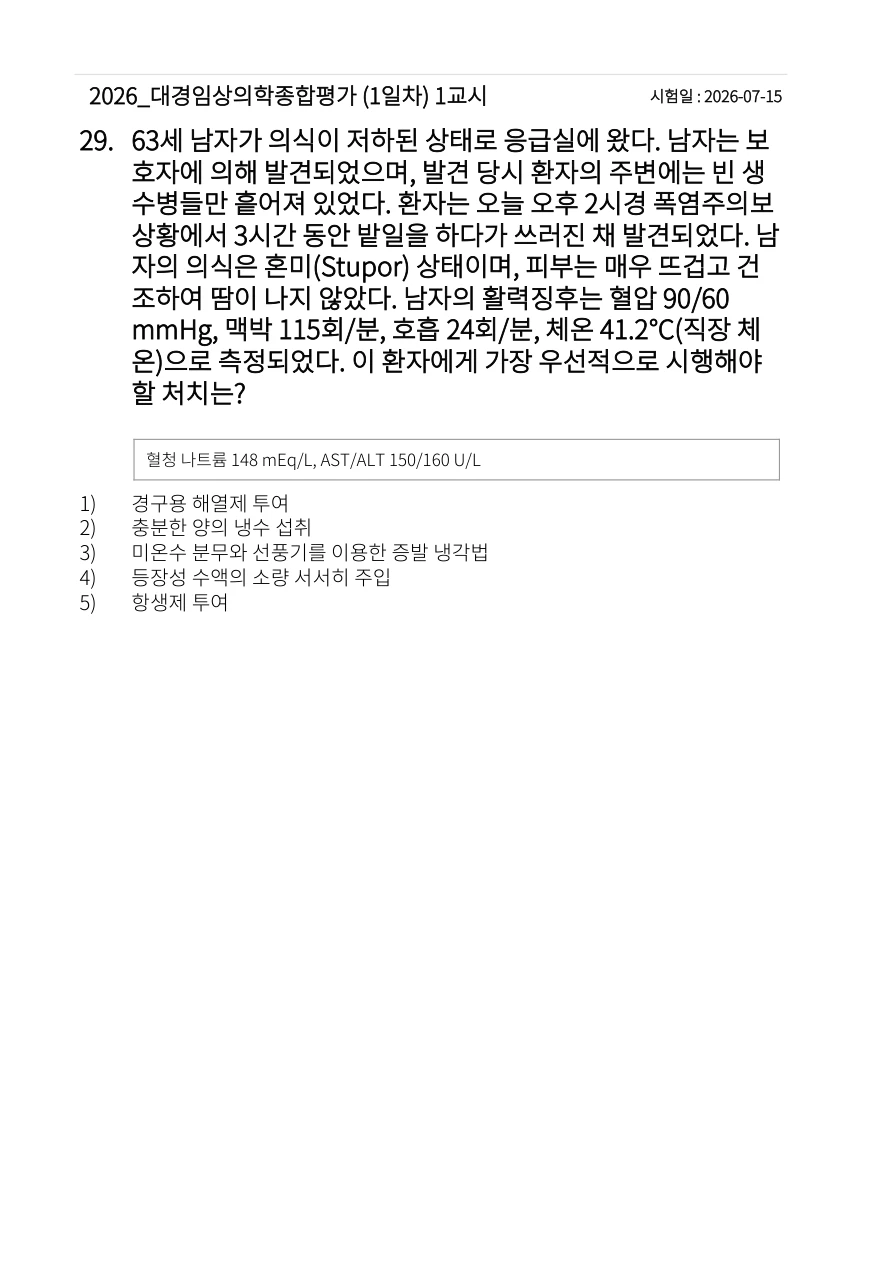 2026_대경임상의학종합평가 (1일차) 1교시
시험일 : 2026-07-15
29. 63세 남자가 의식이 저하된 상태로 응급실에 왔다. 남자는 보
호자에 의해 발견되었으며, 발견 당시 환자의 주변에는 빈 생
수병들만 흩어져 있었다. 환자는 오늘 오후 2시경 폭염주의보
상황에서 3시간 동안 밭일을 하다가 쓰러진 채 발견되었다. 남
자의 의식은 혼미(Stupor) 상태이며, 피부는 매우 뜨겁고 건
조하여 땀이 나지 않았다. 남자의 활력징후는 혈압 90/60
mmHg, 맥박 115회/분, 호흡 24회/분, 체온 41.2°C(직장 체
온)으로 측정되었다. 이 환자에게 가장 우선적으로 시행해야
할 처치는?
혈청 나트륨 148 mEq/L, AST/ALT 150/160 U/L
1) 경구용 해열제 투여
2) 충분한 양의 냉수 섭취
3) 미온수 분무와 선풍기를 이용한 증발 냉각법
4) 등장성 수액의 소량 서서히 주입
5) 항생제 투여